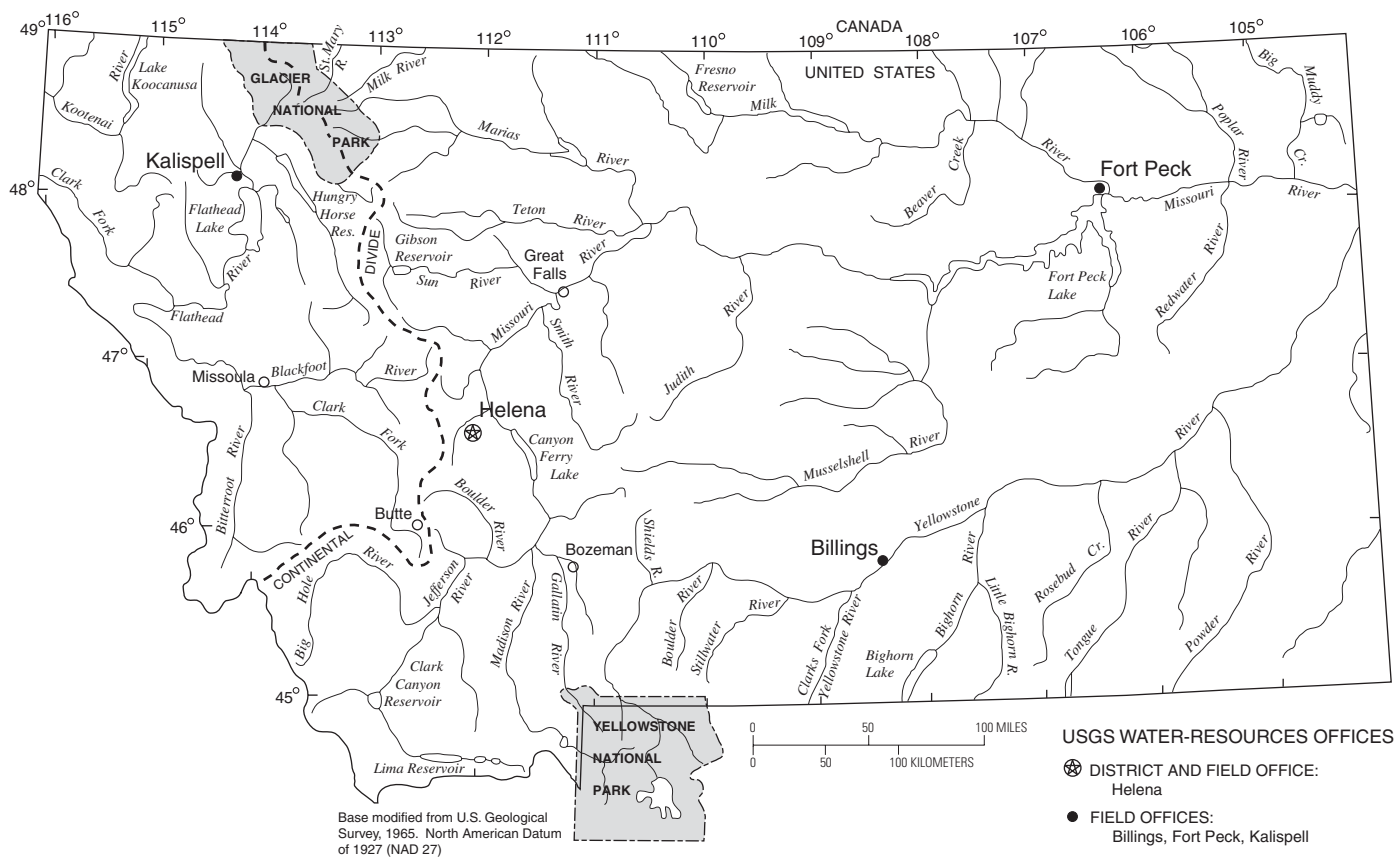 49°
116°
115°
114°
113°
112°
111°
110°
109°
108°
107°
106°
105°
CANADA
UNITED STATES
River
Lake
Koocanusa
Kootenai
GLACIER
NATIONAL
PARK
St. Mary
R.
Milk River
Fresno
Reservoir
Milk
River
Marias
River
Beaver
Creek
Poplar
River
Big
Muddy
Cr.
Fort Peck
Missouri
River
Kalispell
48°
Clark
Fork
Flathead
Lake
River
Flathead
Hungry
Horse
Res.
DIVIDE
Gibson
Reservoir
Teton
River
Sun
River
Great
Falls
River
Missouri
Smith
River
Judith
River
Fort Peck
Lake
Redwater
River
47°
Missoula
Blackfoot
River
Clark
Fork
Helena
Canyon
Ferry
Lake
Musselshell
River
Bitterroot
River
46°
Butte
Boulder
River
CONTINENTAL
Big
Hole
River
Jefferson
River
Madison
River
Gallatin
River
Bozeman
Shields
R.
Boulder
River
Stillwater
River
Billings
Yellowstone
River
Clarks Fork
Yellowstone River
Bighorn
Lake
Bighorn
River
Little Bighorn R.
Rosebud
Cr.
Tongue
River
Powder
River
45°
Clark
Canyon
Reservoir
Lima Reservoir
YELLOWSTONE
NATIONAL
PARK
0 50 100 MILES
0 50 100 KILOMETERS
Base modified from U.S. Geological
Survey, 1965. North American Datum
of 1927 (NAD 27)
USGS WATER-RESOURCES OFFICES
DISTRICT AND FIELD OFFICE:
Helena
FIELD OFFICES:
Billings, Fort Peck, Kalispell